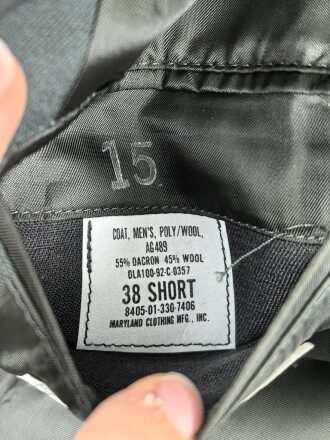 15
COAT, MEN'S, POLY/WOOL,
AG489
55% DACRON 45% WOOL
DLA100-92-C-0357
38 SHORT
8405-01-330-7406
MARYLAND CLOTHING MFG., INC.